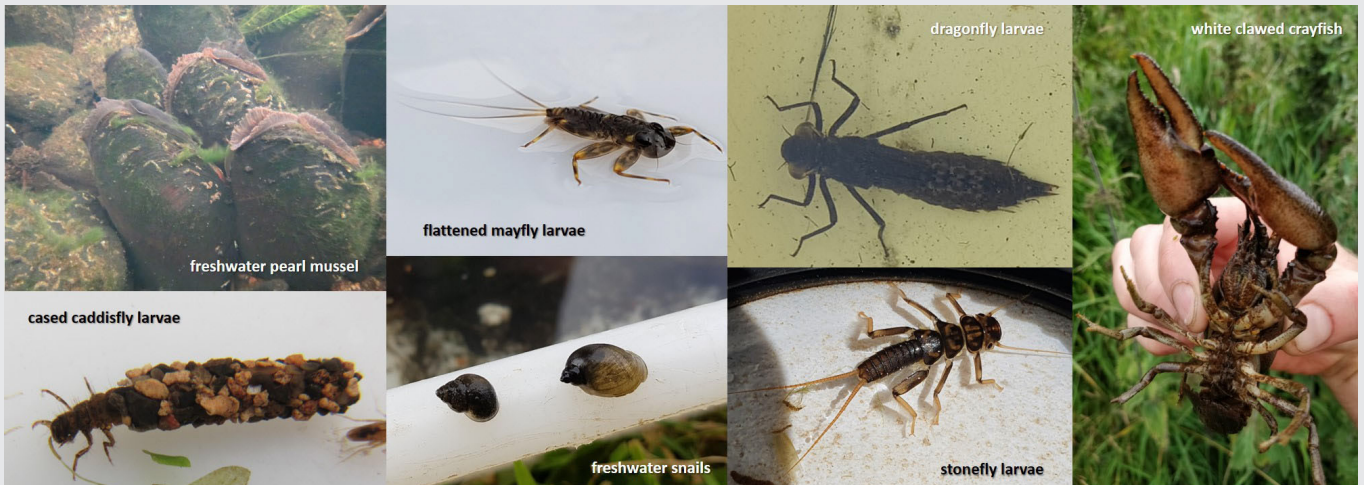 freshwater pearl mussel
flattened mayfly larvae
dragonfly larvae
white clawed crayfish
cased caddisfly larvae
freshwater snails
stonefly larvae